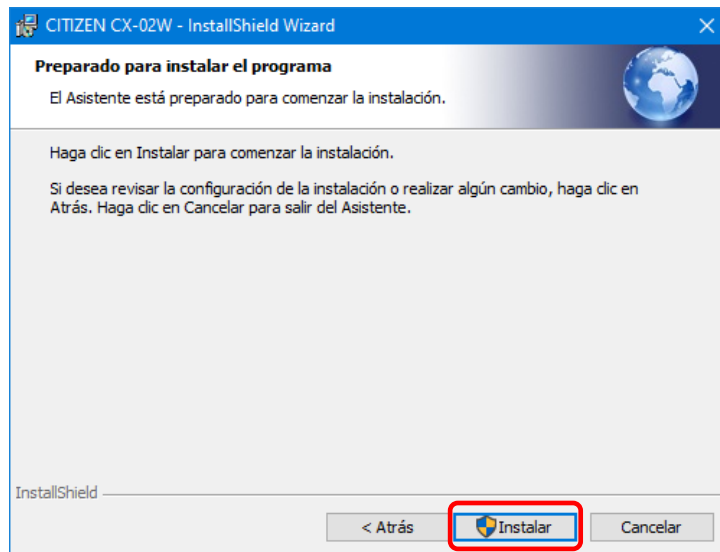 CITIZEN CX-02W - InstallShield Wizard
Preparado para instalar el programa
El Asistente está preparado para comenzar la instalación.
Haga clic en Instalar para comenzar la instalación.
Si desea revisar la configuración de la instalación o realizar algún cambio, haga clic en
Atrás. Haga clic en Cancelar para salir del Asistente.
InstallShield
< Atrás Instalar Cancelar